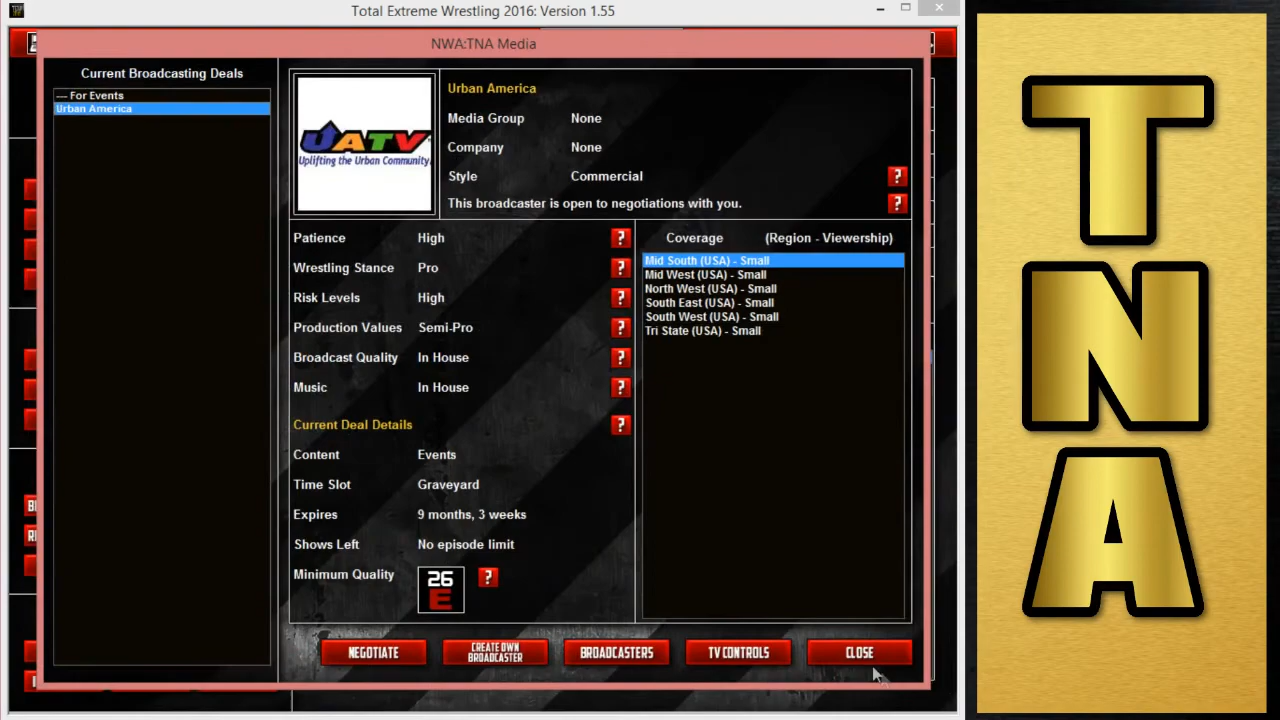 Total Extreme Wrestling 2016: Version 1.55
NWA:TNA Media
Current Broadcasting Deals
--- For Events
Urban America
UATV
Uplifting the Urban Community
Urban America
Media Group None
Company None
Style Commercial ?
This broadcaster is open to negotiations with you. ?
Patience High ?
Wrestling Stance Pro ?
Risk Levels High ?
Production Values Semi-Pro ?
Broadcast Quality In House ?
Music In House ?
Current Deal Details ?
Content Events
Time Slot Graveyard
Expires 9 months, 3 weeks
Shows Left No episode limit
Minimum Quality 26 E ?
Coverage (Region - Viewership)
Mid South (USA) - Small
Mid West (USA) - Small
North West (USA) - Small
South East (USA) - Small
South West (USA) - Small
Tri State (USA) - Small
NEGOTIATE
CREATE OWN
BROADCASTER
BROADCASTERS
TV CONTROLS
CLOSE
T
N
A